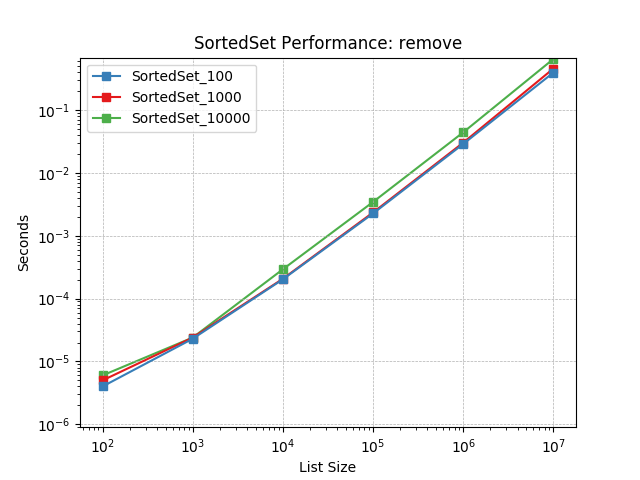 SortedSet Performance: remove
SortedSet_100
SortedSet_1000
SortedSet_10000
Seconds
10⁻¹
10⁻²
10⁻³
10⁻⁴
10⁻⁵
10⁻⁶
10² 10³ 10⁴ 10⁵ 10⁶ 10⁷
List Size